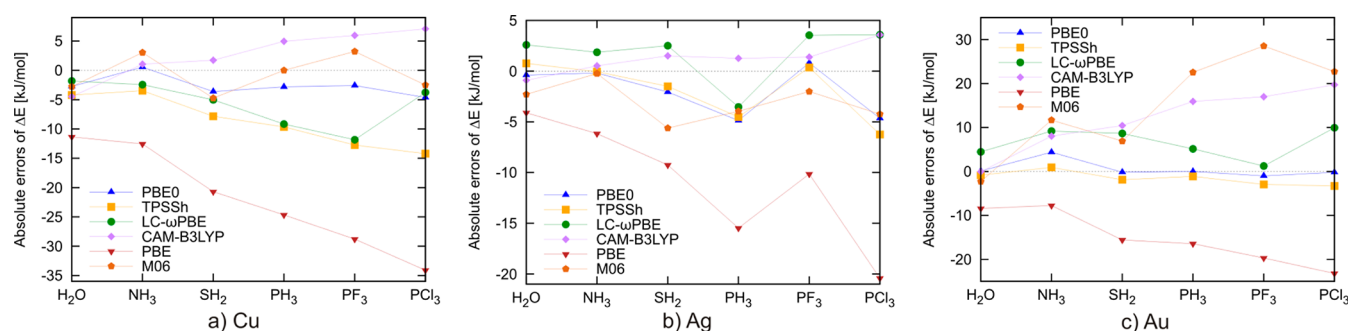 Absolute errors of ΔE [kJ/mol]
5
0
-5
-10
-15
-20
-25
-30
-35
PBE0
TPSSh
LC-ωPBE
CAM-B3LYP
PBE
M06
H₂O NH₃ SH₂ PH₃ PF₃ PCl₃
a) Cu
Absolute errors of ΔE [kJ/mol]
5
0
-5
-10
-15
-20
PBE0
TPSSh
LC-ωPBE
CAM-B3LYP
PBE
M06
H₂O NH₃ SH₂ PH₃ PF₃ PCl₃
b) Ag
Absolute errors of ΔE [kJ/mol]
30
20
10
0
-10
-20
PBE0
TPSSh
LC-ωPBE
CAM-B3LYP
PBE
M06
H₂O NH₃ SH₂ PH₃ PF₃ PCl₃
c) Au